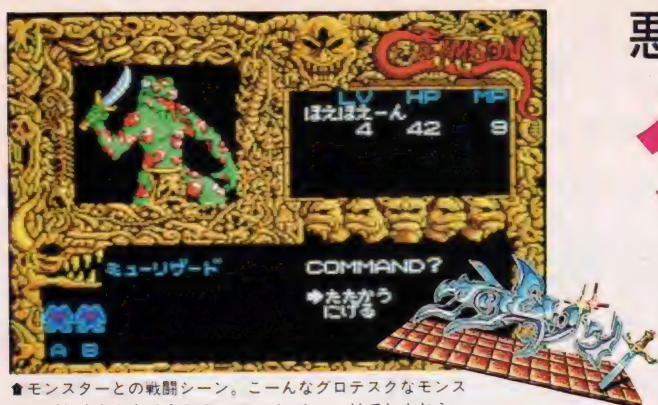 悪
CRIMSON
LV HP MP
ほえほえーん
4 42 9
ミューリザード
COMMAND?
➡たたかう
にげる
A B
⬆モンスターとの戦闘シーン。こーんなグロテスクなモンス